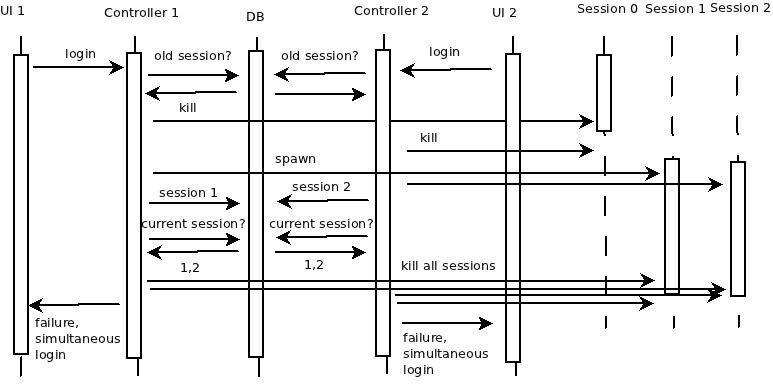 UI 1
Controller 1
DB
Controller 2
UI 2
Session 0
Session 1
Session 2
login
old session?
old session?
login
kill
kill
spawn
session 1
session 2
current session?
current session?
1,2
1,2
kill all sessions
failure,
simultaneous
login
failure,
simultaneous
login